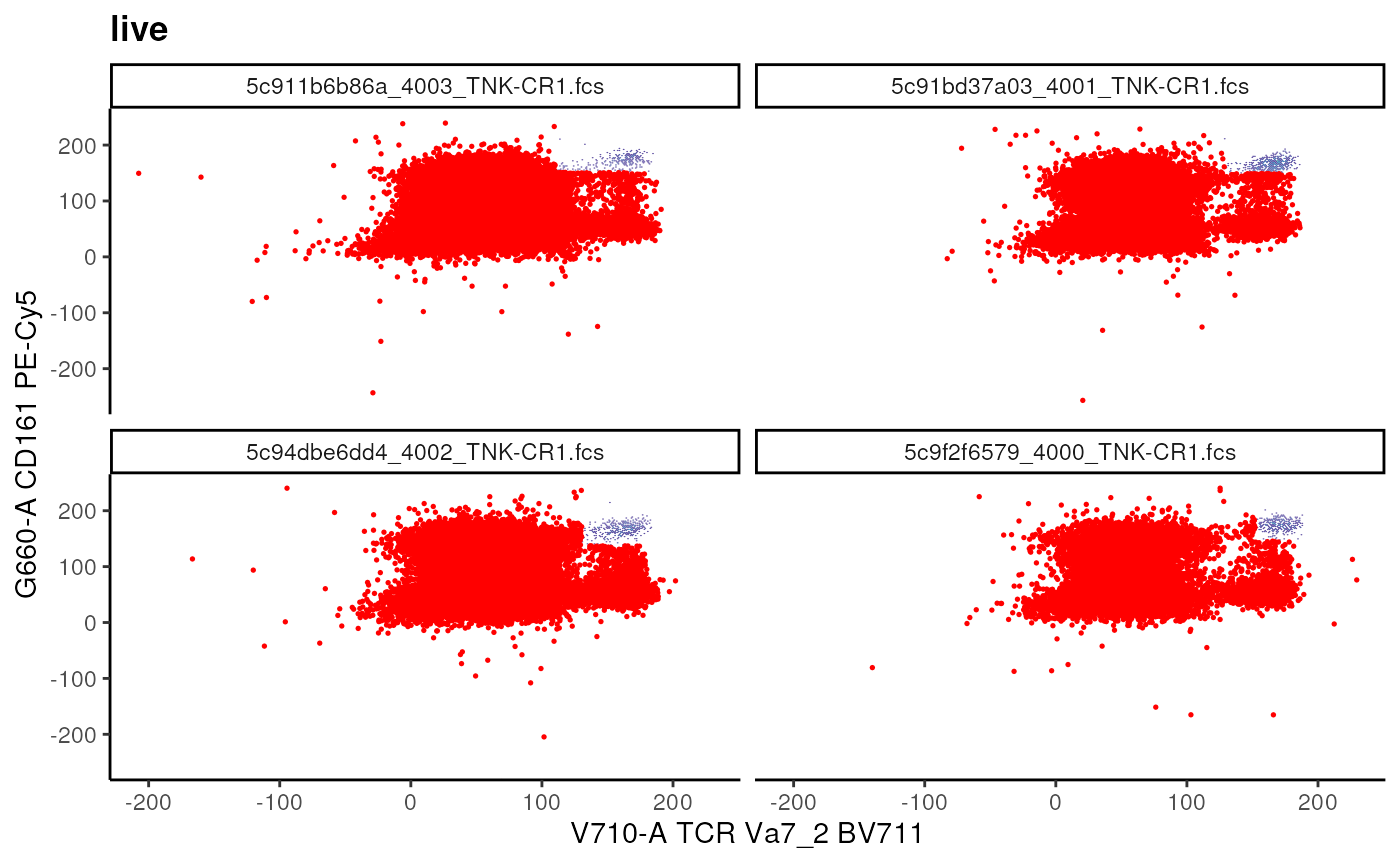 live
5c911b6b86a_4003_TNK-CR1.fcs
5c91bd37a03_4001_TNK-CR1.fcs
200
100
0
-100
-200
5c94dbe6dd4_4002_TNK-CR1.fcs
5c9f2f6579_4000_TNK-CR1.fcs
200
100
0
-100
-200
G660-A CD161 PE-Cy5
-200 -100 0 100 200 -200 -100 0 100 200
V710-A TCR Va7_2 BV711